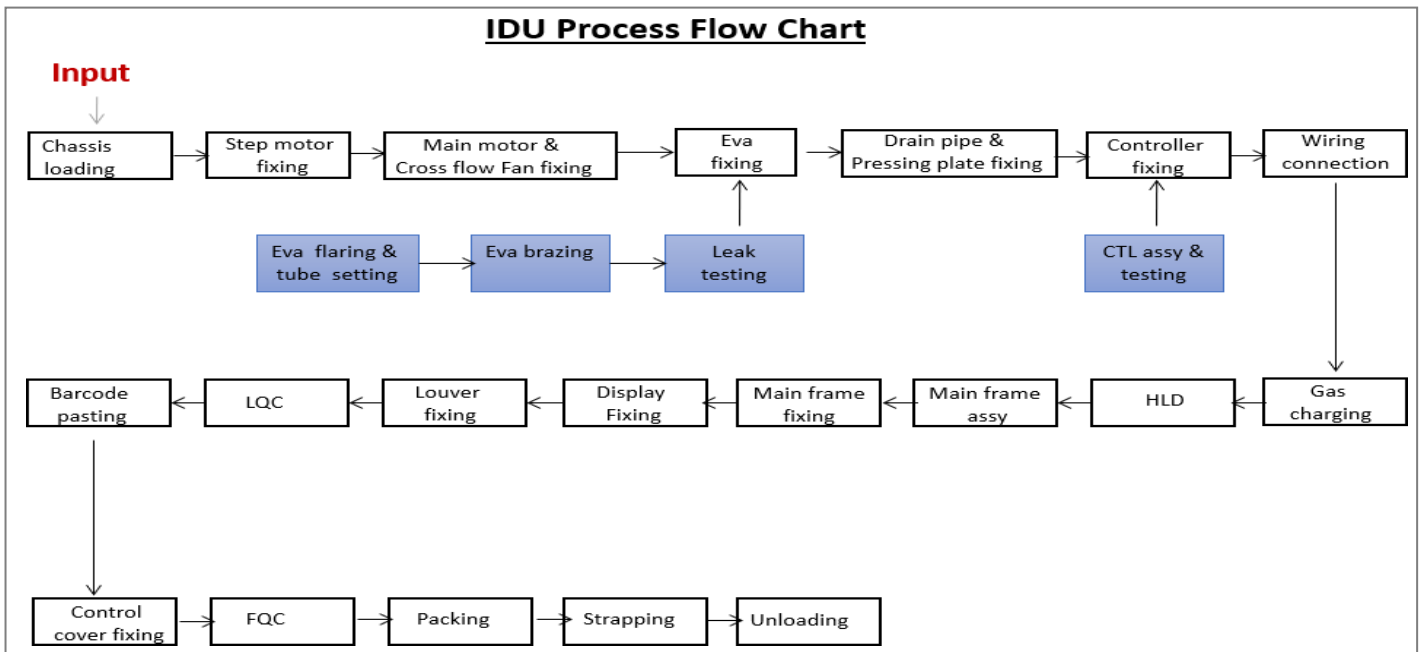 IDU Process Flow Chart
Input
Chassis
loading
Step motor
fixing
Main motor &
Cross flow Fan fixing
Eva
fixing
Drain pipe &
Pressing plate fixing
Controller
fixing
Wiring
connection
Eva flaring &
tube setting
Eva brazing
Leak
testing
CTL assy &
testing
Barcode
pasting
LQC
Louver
fixing
Display
Fixing
Main frame
fixing
Main frame
assy
HLD
Gas
charging
Control
cover fixing
FQC
Packing
Strapping
Unloading